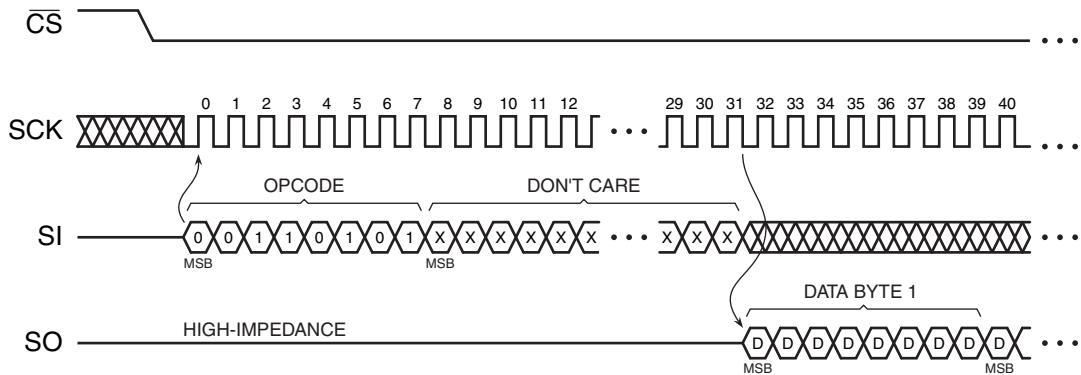 CS
0 1 2 3 4 5 6 7 8 9 10 11 12 29 30 31 32 33 34 35 36 37 38 39 40
SCK
OPCODE DON'T CARE
SI 0 0 1 1 0 1 0 1 X X X X X X X X X
MSB MSB
DATA BYTE 1
HIGH-IMPEDANCE
SO D D D D D D D D D
MSB MSB